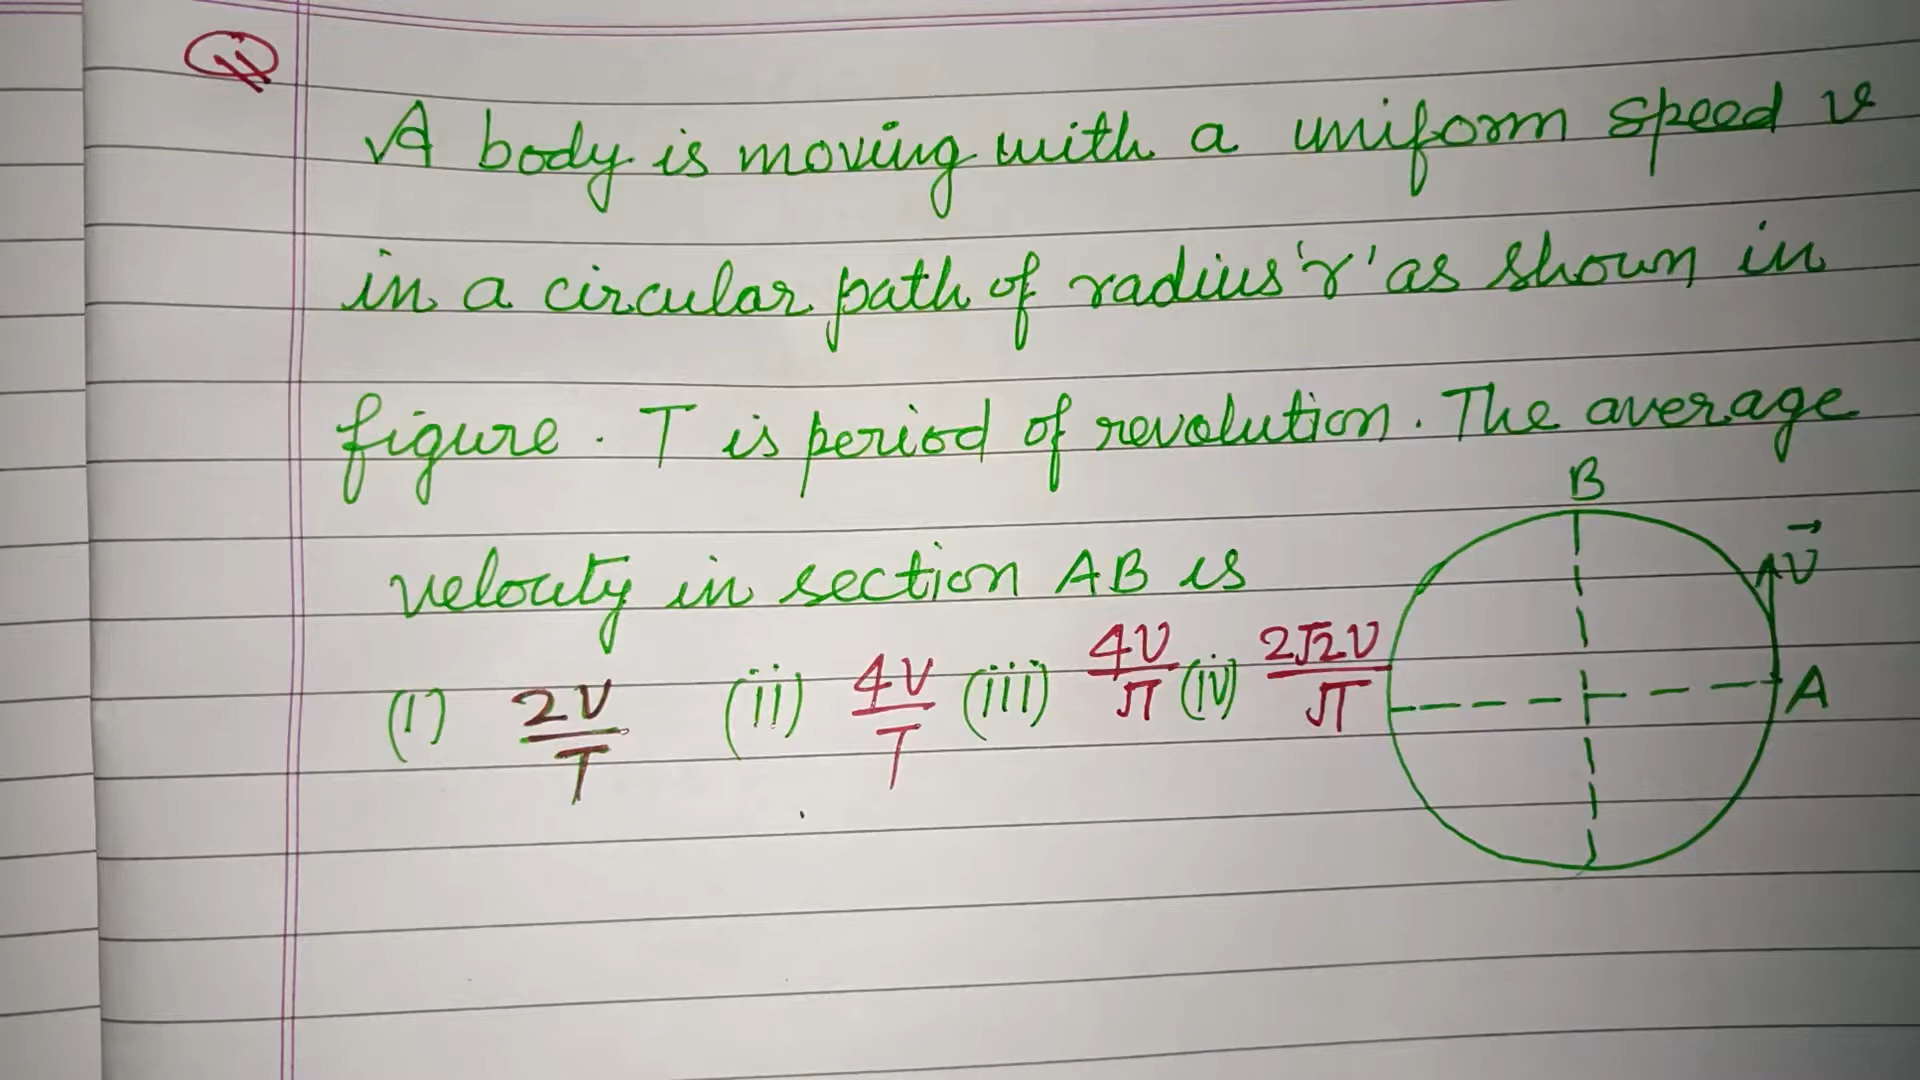 Q
A body is moving with a uniform speed v
in a circular path of radius 'r' as shown in
figure. T is period of revolution. The average
velocity in section AB is
(i) 2V/T (ii) 4V/T (iii) 4V/π (iv) 2√2V/π
B
v⃗
A